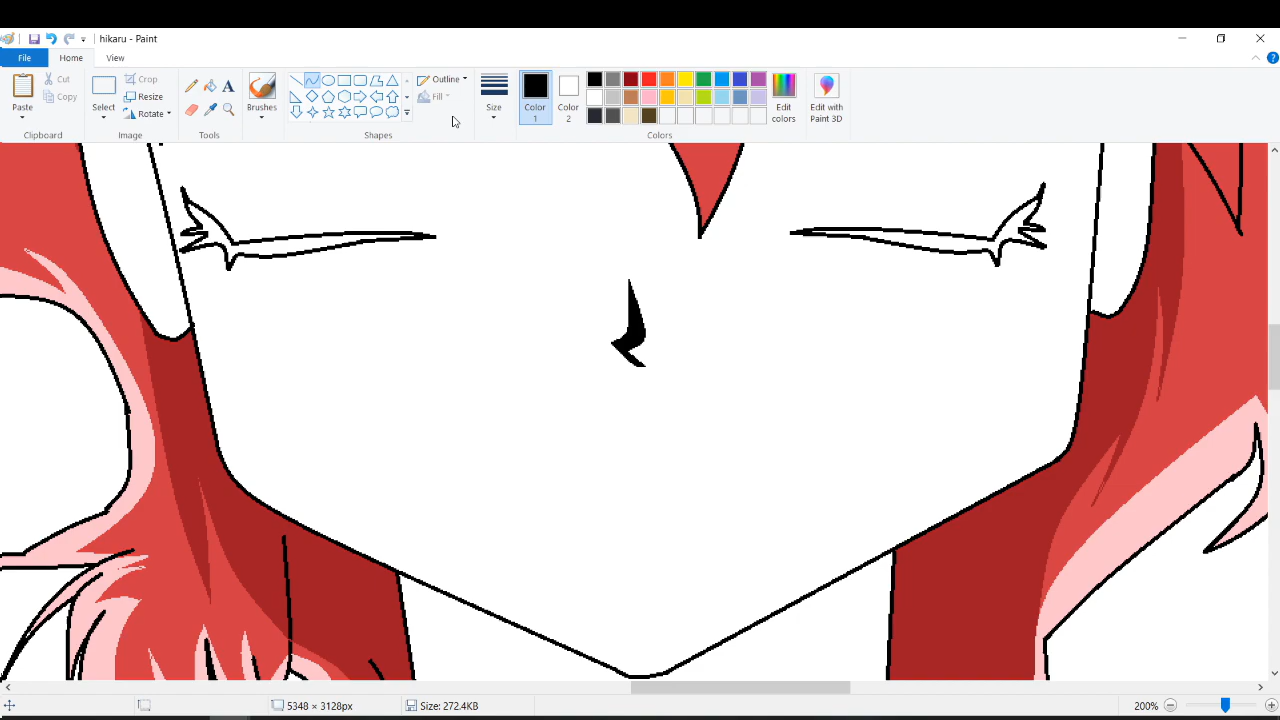 hikaru - Paint
File
Home
View
Paste
Cut
Copy
Clipboard
Select
Crop
Resize
Rotate
Image
Tools
Brushes
Shapes
Outline
Fill
Size
Color
1
Color
2
Edit
colors
Edit with
Paint 3D
Colors
5348 × 3128px
Size: 272.4KB
200%